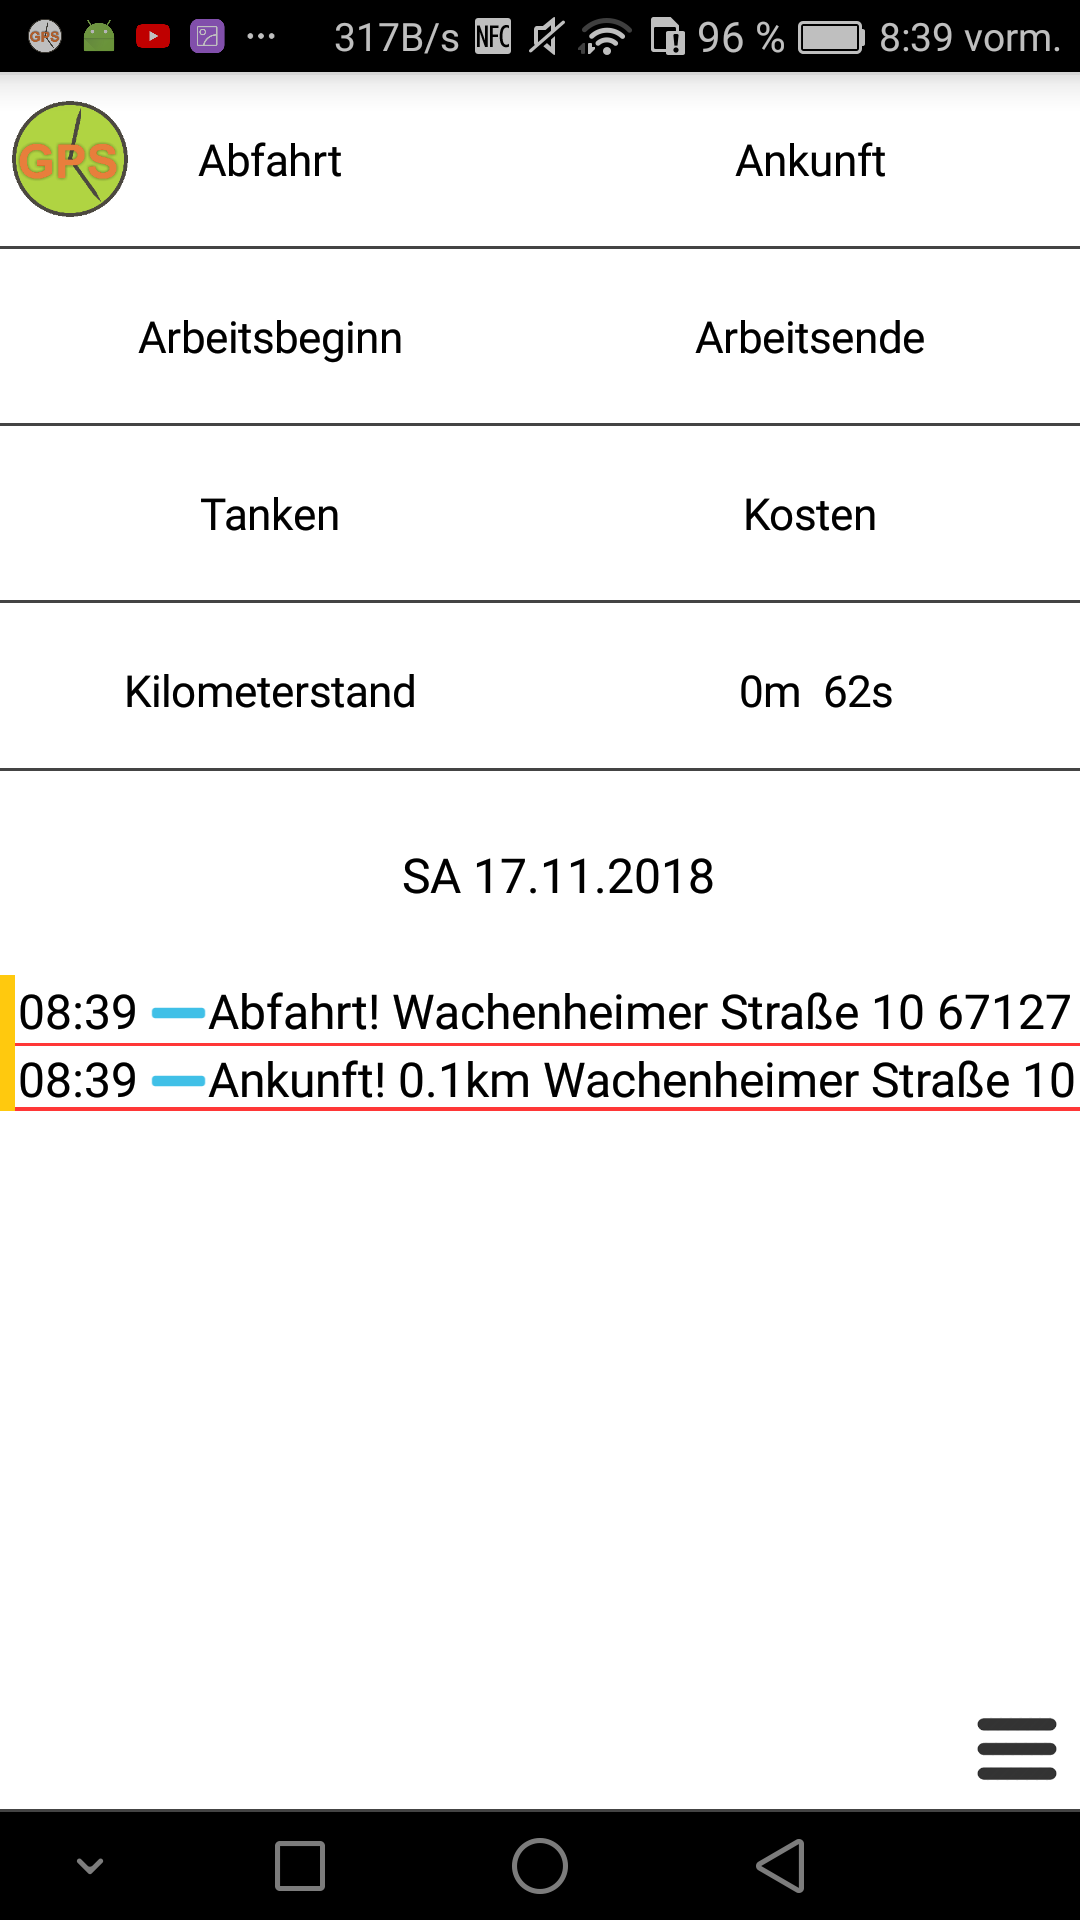 GPS 317B/s NFC 96 % 8:39 vorm.
GPS Abfahrt Ankunft
Arbeitsbeginn Arbeitsende
Tanken Kosten
Kilometerstand 0m 62s
SA 17.11.2018
08:39 Abfahrt! Wachenheimer Straße 10 67127
08:39 Ankunft! 0.1km Wachenheimer Straße 10